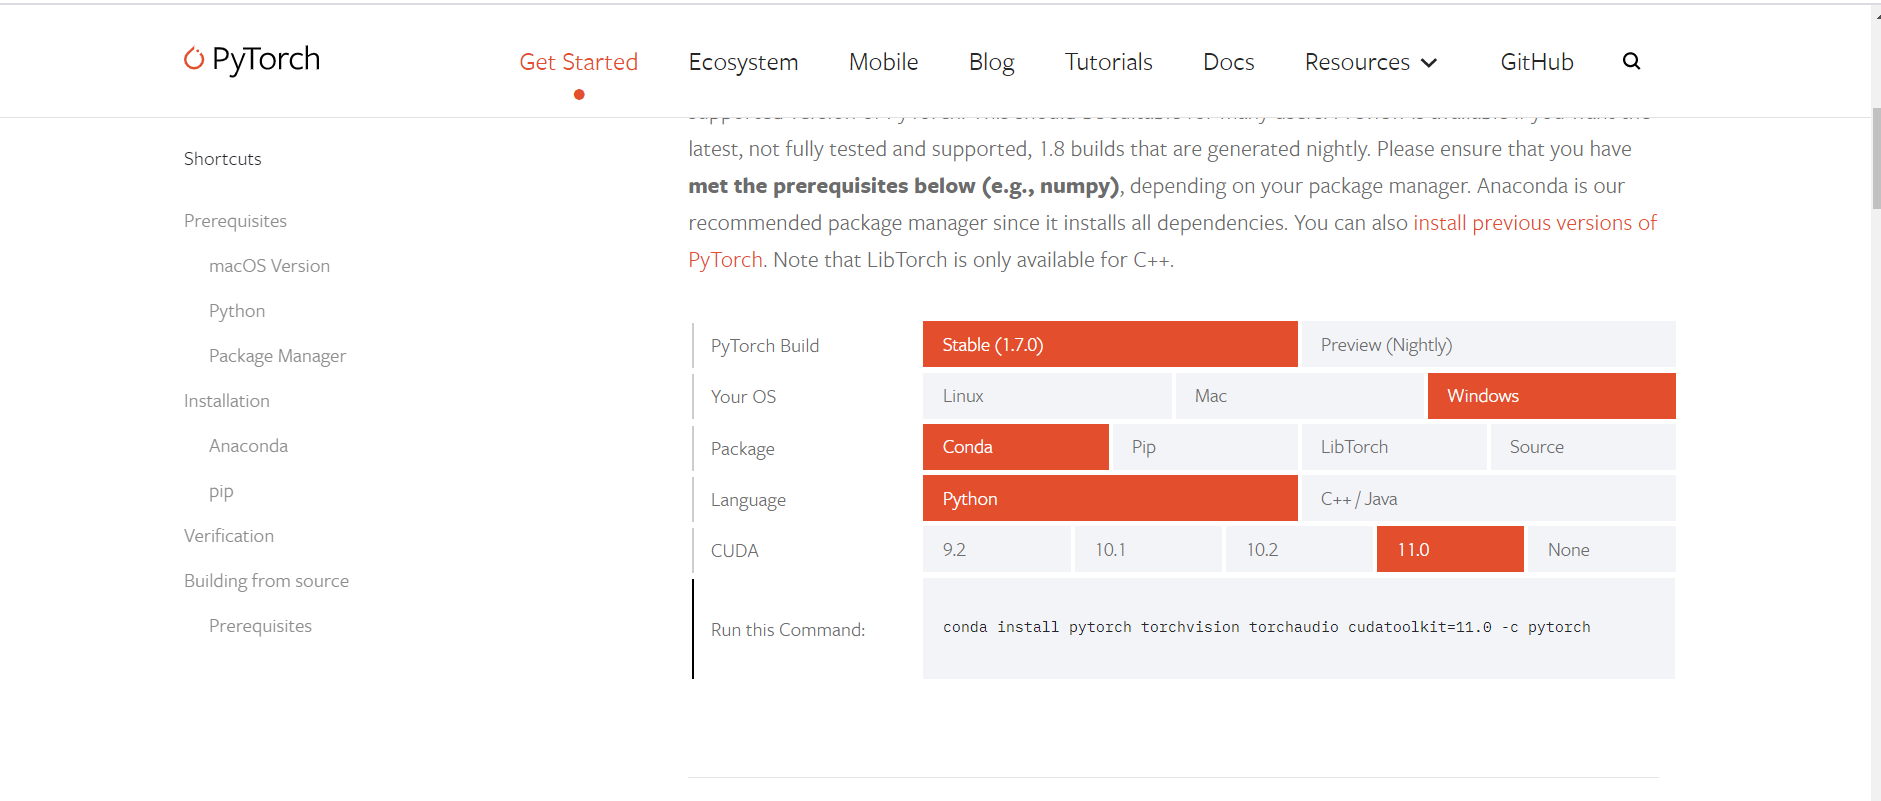 PyTorch
Get Started
Ecosystem
Mobile
Blog
Tutorials
Docs
Resources
GitHub
Shortcuts
Prerequisites
macOS Version
Python
Package Manager
Installation
Anaconda
pip
Verification
Building from source
Prerequisites
latest, not fully tested and supported, 1.8 builds that are generated nightly. Please ensure that you have
met the prerequisites below (e.g., numpy), depending on your package manager. Anaconda is our
recommended package manager since it installs all dependencies. You can also install previous versions of
PyTorch. Note that LibTorch is only available for C++.
PyTorch Build Stable (1.7.0) Preview (Nightly)
Your OS Linux Mac Windows
Package Conda Pip LibTorch Source
Language Python C++ / Java
CUDA 9.2 10.1 10.2 11.0 None
Run this Command: conda install pytorch torchvision torchaudio cudatoolkit=11.0 -c pytorch